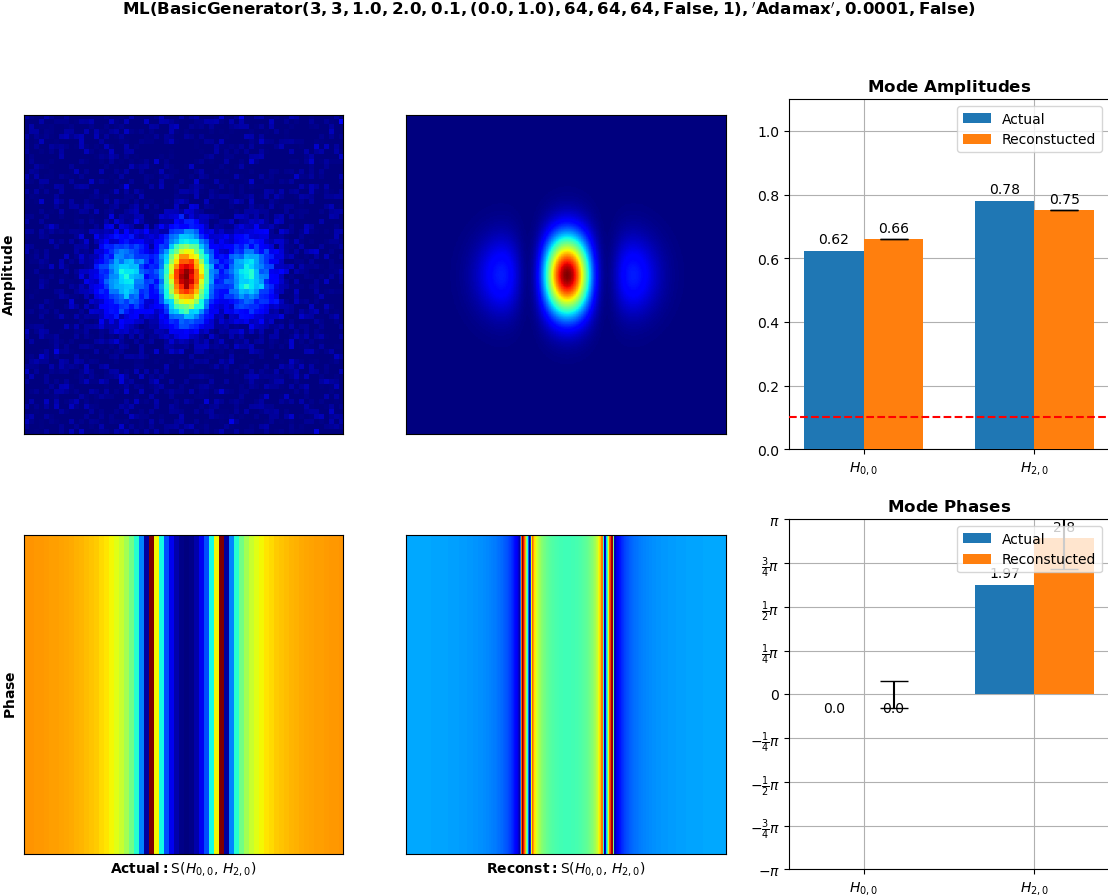 ML(BasicGenerator(3, 3, 1.0, 2.0, 0.1, (0.0, 1.0), 64, 64, 64, False, 1), ′Adamax′, 0.0001, False)
Mode Amplitudes
Amplitude
1.0
0.8
0.6
0.4
0.2
0.0
Actual
Reconstucted
0.62
0.66
0.78
0.75
H0, 0
H2, 0
Mode Phases
Phase
π
3/4π
1/2π
1/4π
0
−1/4π
−1/2π
−3/4π
−π
Actual
Reconstucted
0.0
0.0
1.97
2.8
H0, 0
H2, 0
Actual: S(H0, 0, H2, 0)
Reconst: S(H0, 0, H2, 0)